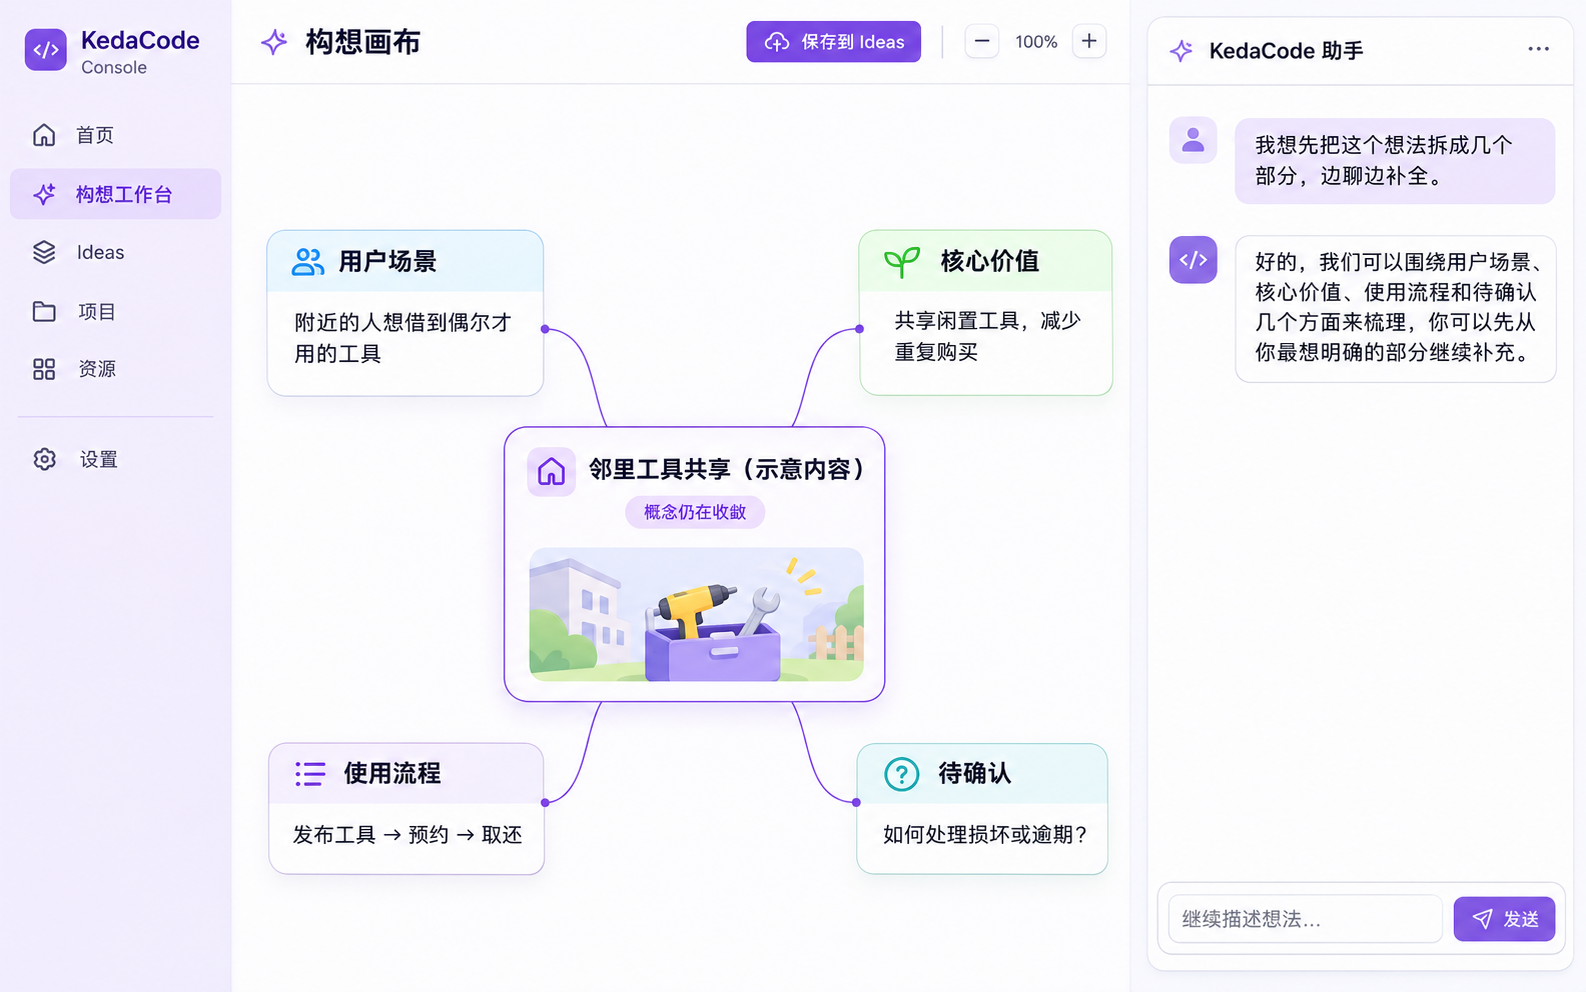 KedaCode
Console
首页
构想工作台
Ideas
项目
资源
设置
构想画布
保存到 Ideas
100%
用户场景
附近的人想借到偶尔才
用的工具
核心价值
共享闲置工具，减少
重复购买
邻里工具共享（示意内容）
概念仍在收敛
使用流程
发布工具 → 预约 → 取还
待确认
如何处理损坏或逾期？
KedaCode 助手
我想先把这个想法拆成几个
部分，边聊边补全。
好的，我们可以围绕用户场景、
核心价值、使用流程和待确认
几个方面来梳理，你可以先从
你最想明确的部分继续补充。
继续描述想法...
发送